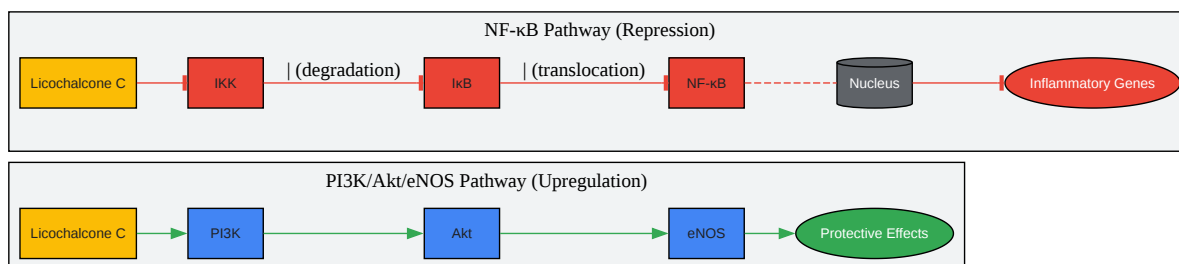 NF-κB Pathway (Repression)
Licochalcone C
IKK
| (degradation)
IκB
| (translocation)
NF-κB
Nucleus
Inflammatory Genes
PI3K/Akt/eNOS Pathway (Upregulation)
Licochalcone C
PI3K
Akt
eNOS
Protective Effects